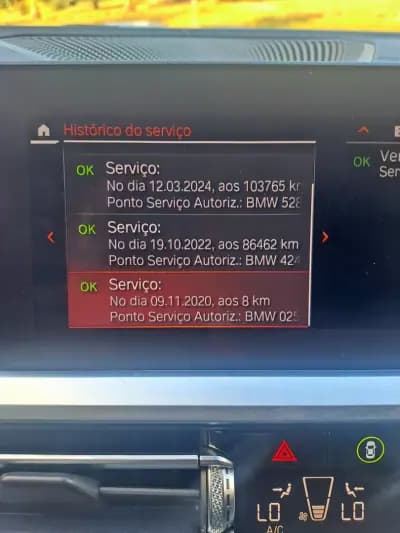 Histórico do serviço
OK Serviço:
No dia 12.03.2024, aos 103765 km
Ponto Serviço Autoriz.: BMW 528
OK Serviço:
No dia 19.10.2022, aos 86462 km
Ponto Serviço Autoriz.: BMW 424
OK Serviço:
No dia 09.11.2020, aos 8 km
Ponto Serviço Autoriz.: BMW 025
OK Ver
Ser
LO LO
A/C